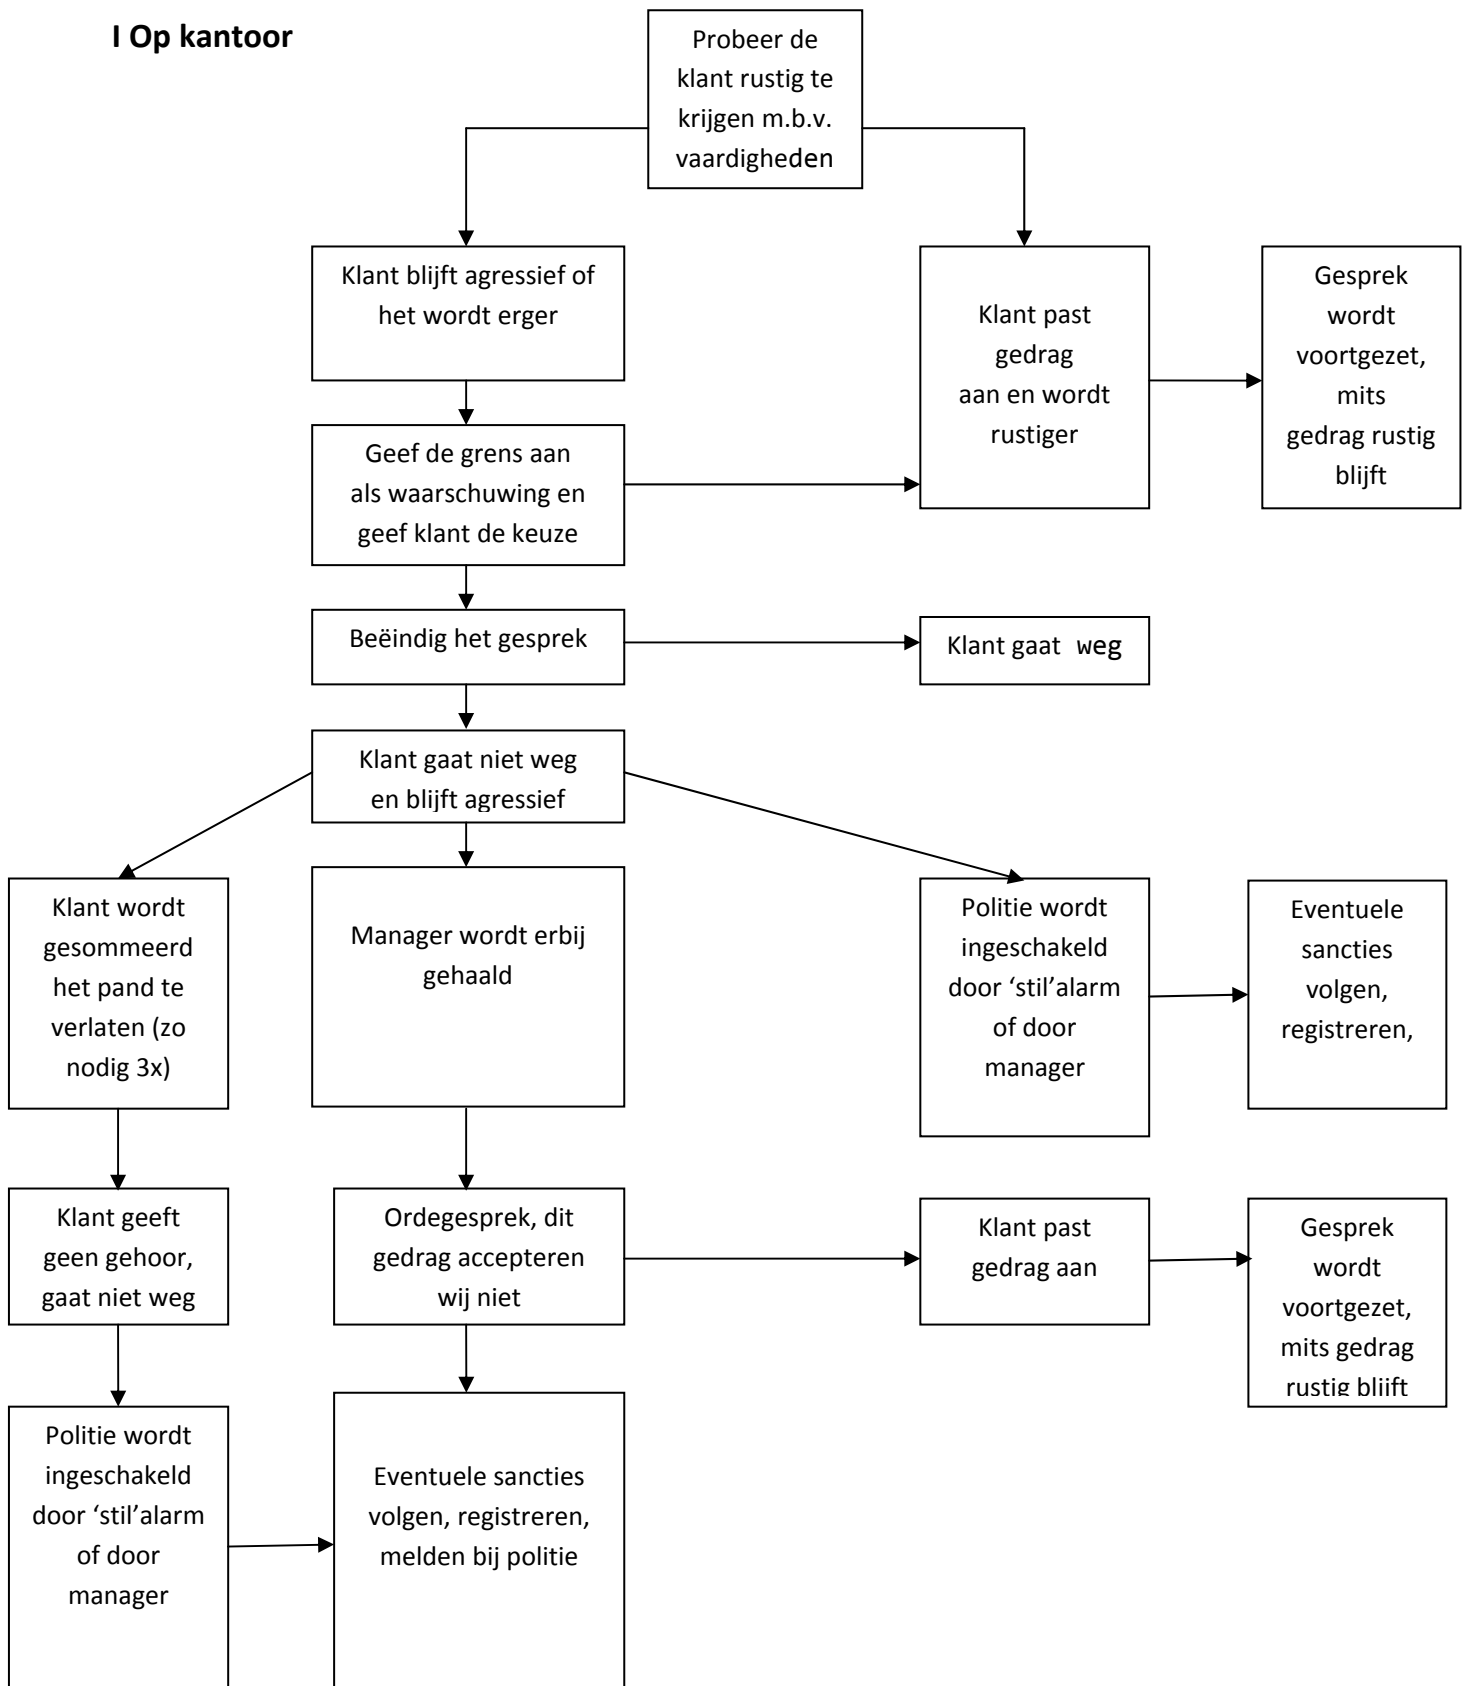 I Op kantoor
Probeer de
klant rustig te
krijgen m.b.v.
vaardigheden
Klant blijft agressief of
het wordt erger
Klant past
gedrag
aan en wordt
rustiger
Gesprek
wordt
voortgezet,
mits
gedrag rustig
blijft
Geef de grens aan
als waarschuwing en
geef klant de keuze
Beëindig het gesprek
Klant gaat weg
Klant gaat niet weg
en blijft agressief
Klant wordt
gesommeerd
het pand te
verlaten (zo
nodig 3x)
Manager wordt erbij
gehaald
Politie wordt
ingeschakeld
door ‘stil’alarm
of door
manager
Eventuele
sancties
volgen,
registreren,
Klant geeft
geen gehoor,
gaat niet weg
Ordegesprek, dit
gedrag accepteren
wij niet
Klant past
gedrag aan
Gesprek
wordt
voortgezet,
mits gedrag
rustig blijft
Politie wordt
ingeschakeld
door ‘stil’alarm
of door
manager
Eventuele sancties
volgen, registreren,
melden bij politie